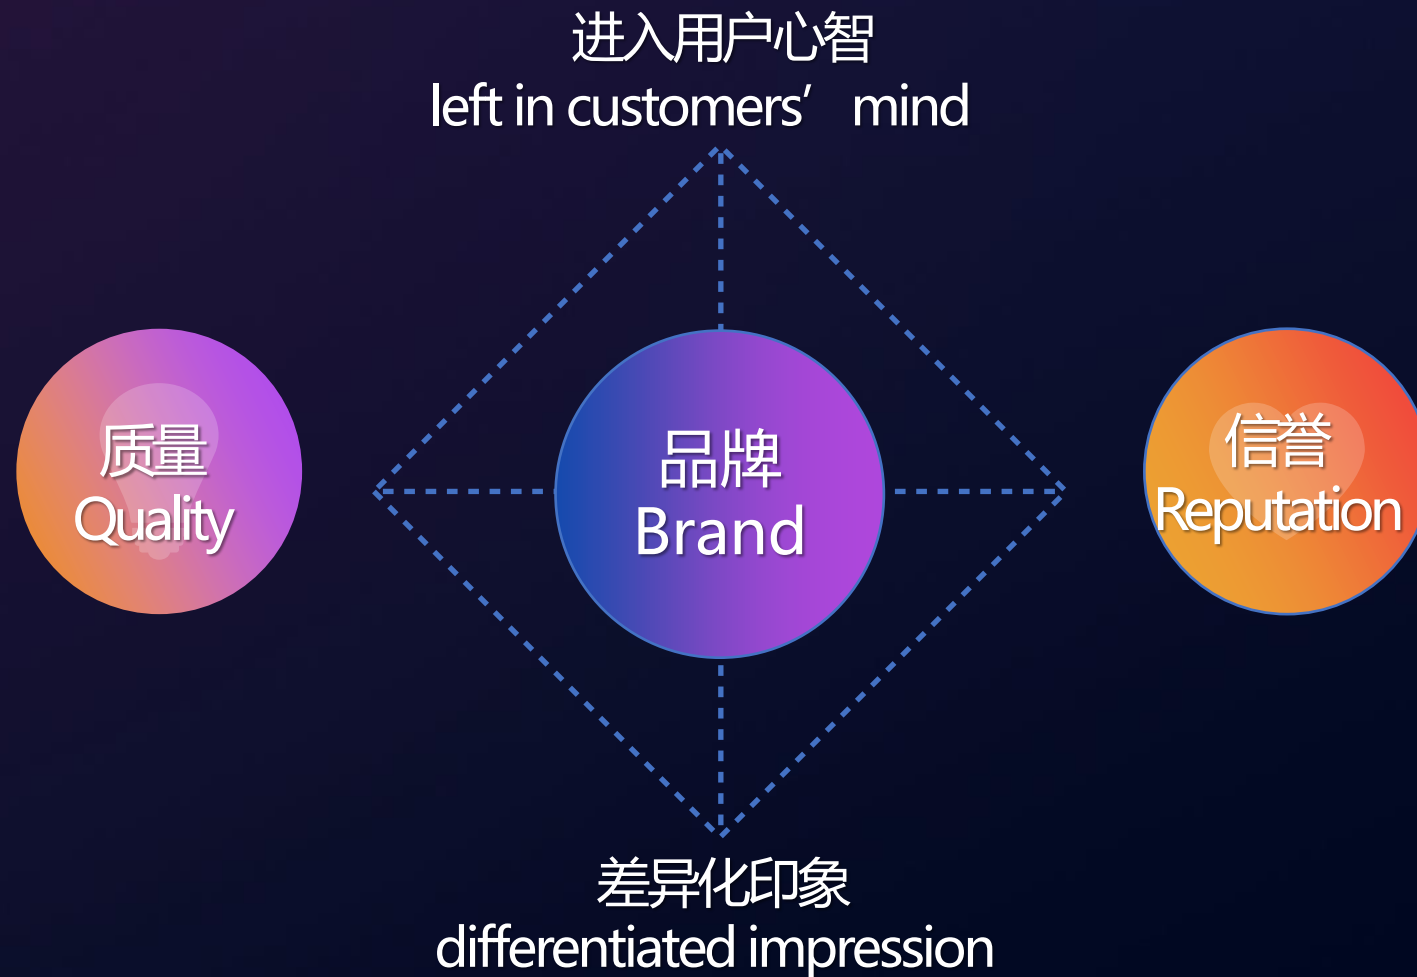 进入用户心智
left in customers’ mind
质量
Quality
品牌
Brand
信誉
Reputation
差异化印象
differentiated impression